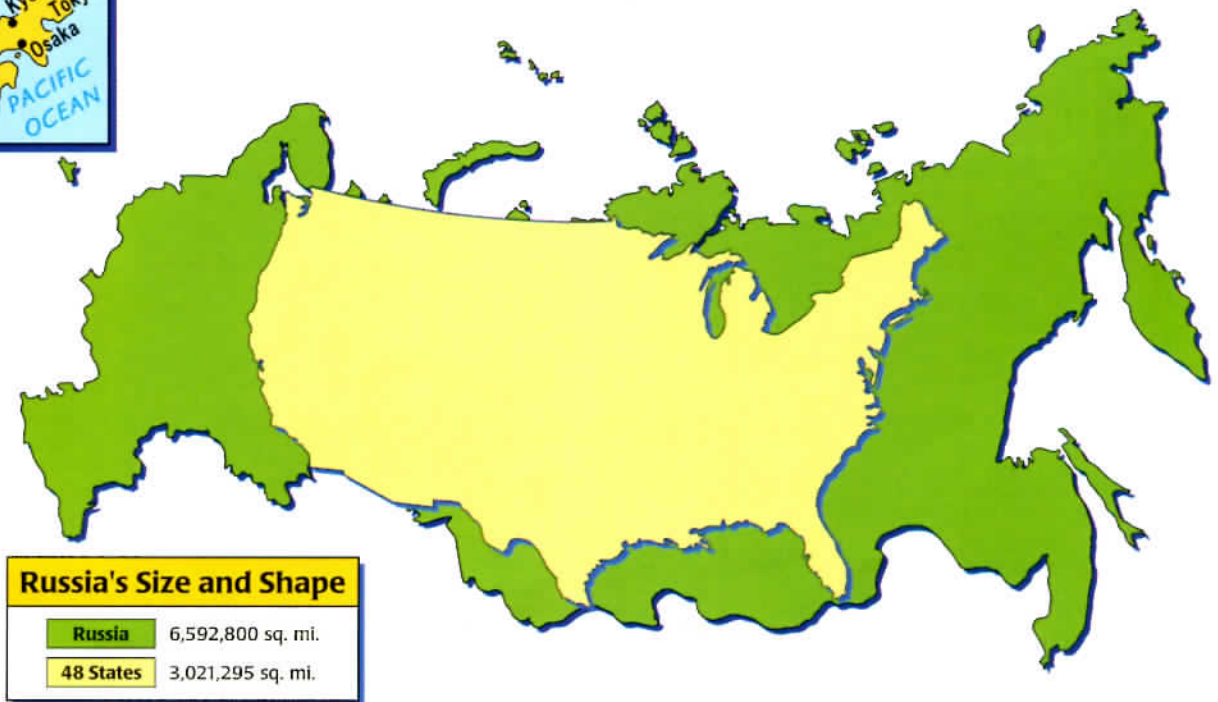 Osaka
PACIFIC
OCEAN
Russia's Size and Shape
Russia 6,592,800 sq. mi.
48 States 3,021,295 sq. mi.